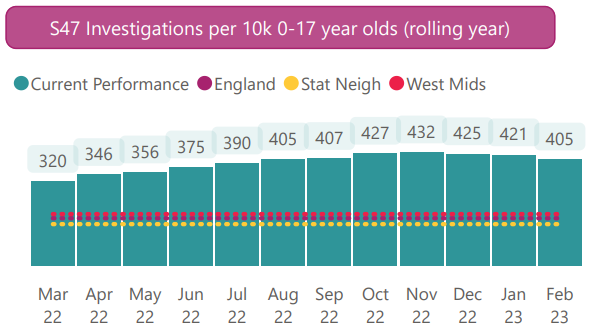 S47 Investigations per 10k 0-17 year olds (rolling year)
Current Performance England Stat Neigh West Mids
320 346 356 375 390 405 407 427 432 425 421 405
Mar Apr May Jun Jul Aug Sep Oct Nov Dec Jan Feb
22 22 22 22 22 22 22 22 22 22 23 23